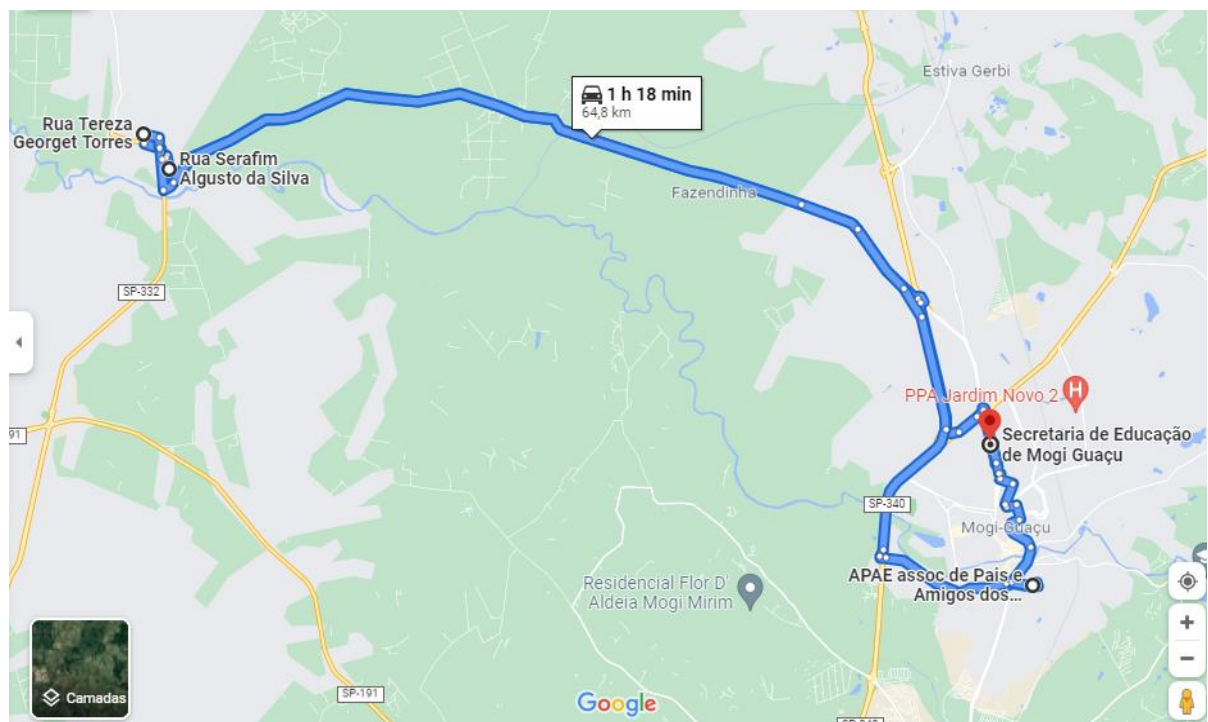 Estiva Gerbi
1 h 18 min
64,8 km
Rua Tereza
Georget Torres
Rua Serafim
Algusto da Silva
Fazendinha
SP-332
PPA Jardim Novo 2
H
Secretaria de Educação
de Mogi Guaçu
91
SP-340
Mogi-Guaçu
APAE assoc de Pais e
Amigos dos...
Residencial Flor D'
Aldeia Mogi Mirim
Camadas
SP-191
Google